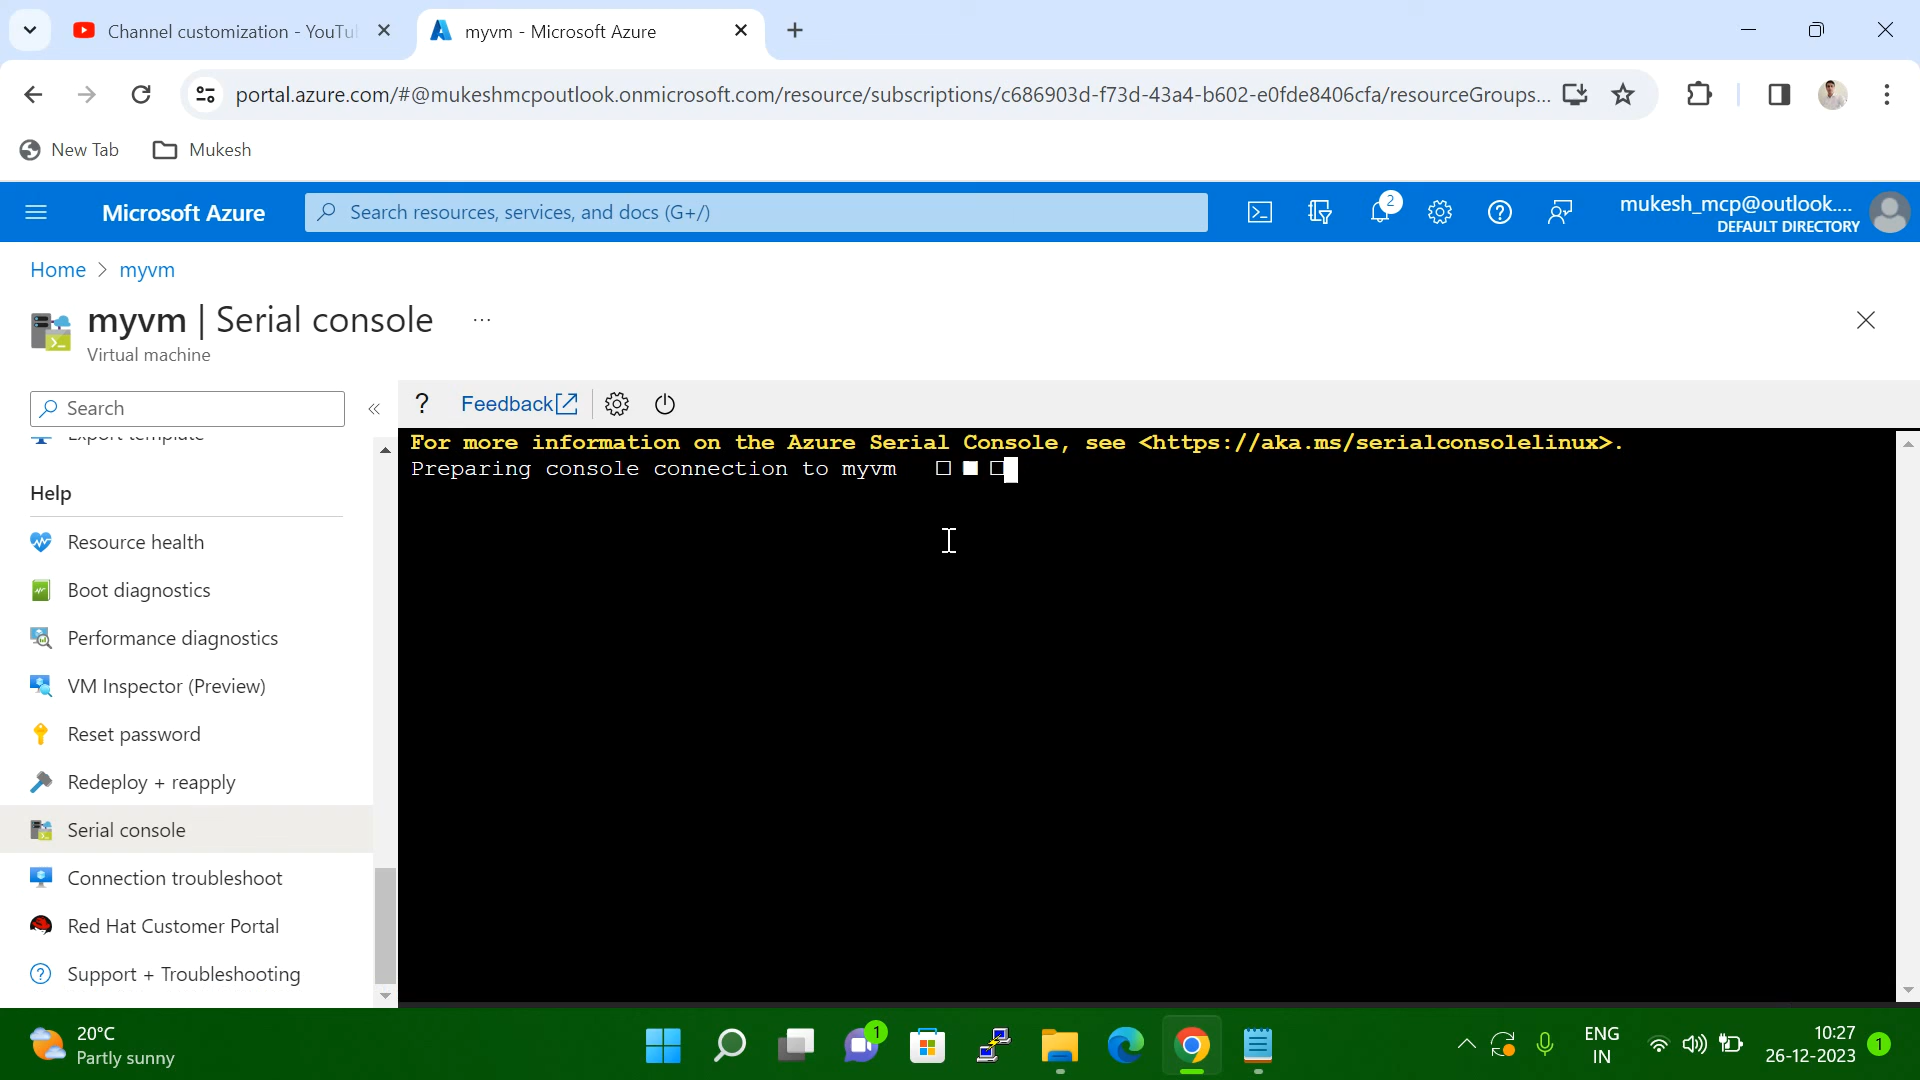 Channel customization - YouTu
myvm - Microsoft Azure
portal.azure.com/#@mukeshmcpoutlook.onmicrosoft.com/resource/subscriptions/c686903d-f73d-43a4-b602-e0fde8406cfa/resourceGroups...
New Tab
Mukesh
Microsoft Azure
Search resources, services, and docs (G+/)
2
mukesh_mcp@outlook....
DEFAULT DIRECTORY
Home > myvm
myvm | Serial console ...
Virtual machine
Search
«
? Feedback
Export template
Help
Resource health
Boot diagnostics
Performance diagnostics
VM Inspector (Preview)
Reset password
Redeploy + reapply
Serial console
Connection troubleshoot
Red Hat Customer Portal
Support + Troubleshooting
For more information on the Azure Serial Console, see <https://aka.ms/serialconsolelinux>.
Preparing console connection to myvm
20°C
Partly sunny
1
ENG
IN
10:27
26-12-2023
1